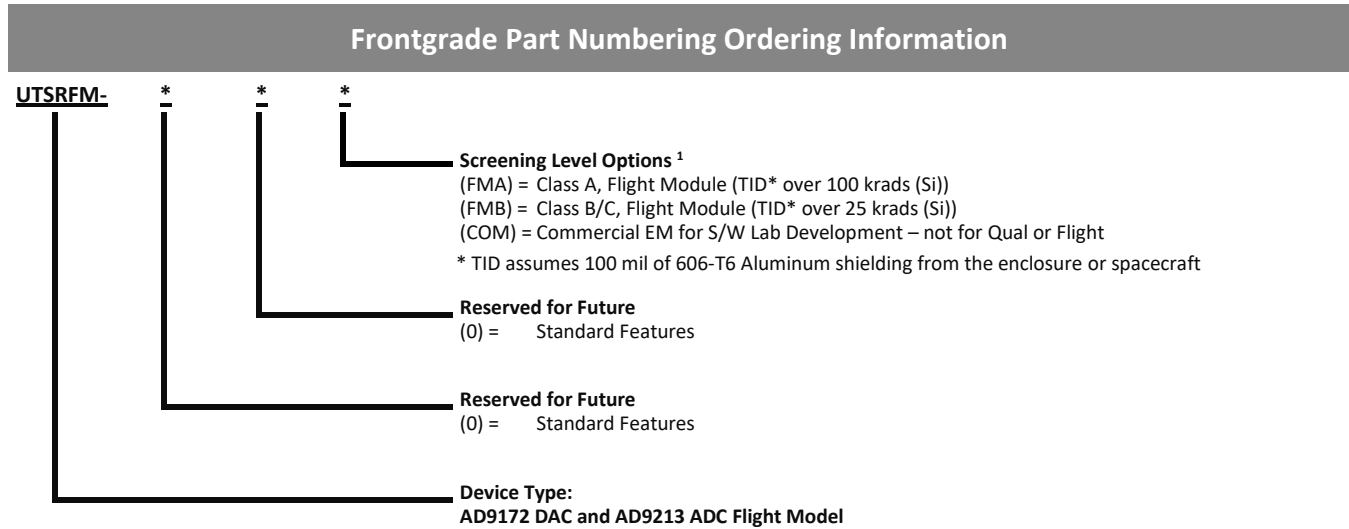 Frontgrade Part Numbering Ordering Information
UTSRFM- * * *
Screening Level Options 1
(FMA) = Class A, Flight Module (TID* over 100 krads (Si))
(FMB) = Class B/C, Flight Module (TID* over 25 krads (Si))
(COM) = Commercial EM for S/W Lab Development – not for Qual or Flight
* TID assumes 100 mil of 606-T6 Aluminum shielding from the enclosure or spacecraft
Reserved for Future
(0) = Standard Features
Reserved for Future
(0) = Standard Features
Device Type:
AD9172 DAC and AD9213 ADC Flight Model